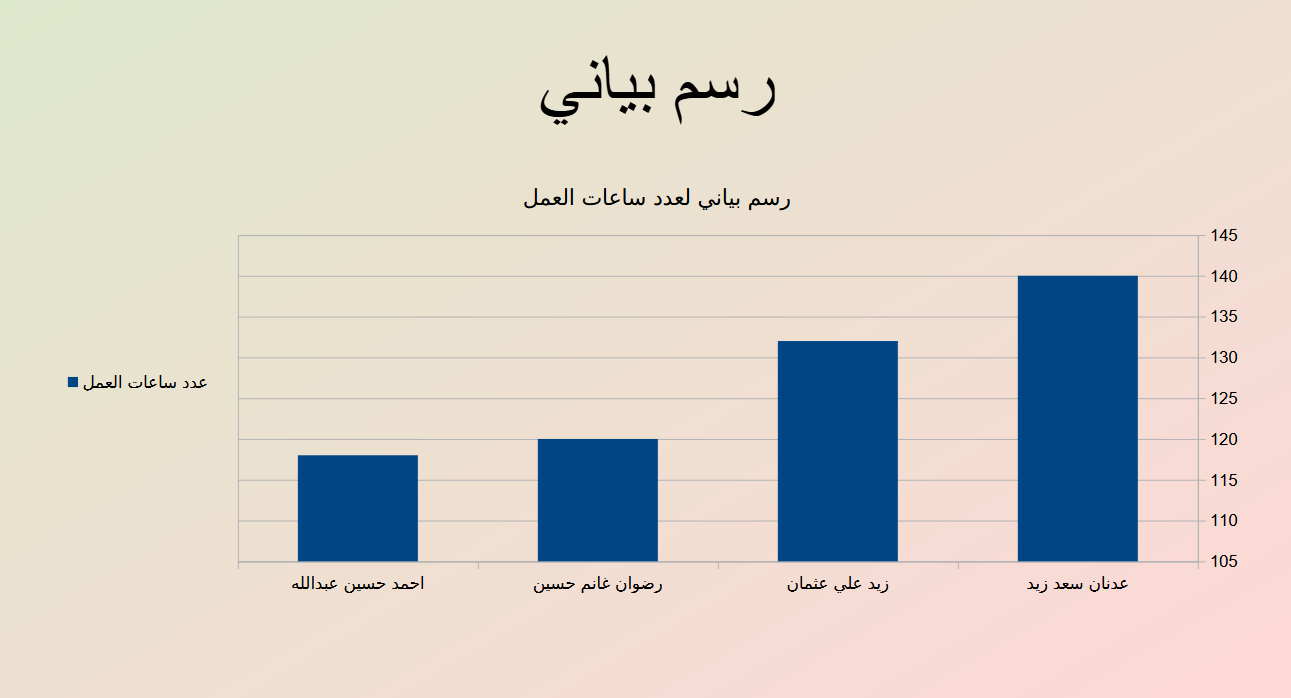 رسم بياني
رسم بياني لعدد ساعات العمل
145
140
135
130
125
120
115
110
105
عدنان سعد زيد
زيد علي عثمان
رضوان غانم حسين
احمد حسين عبدالله
عدد ساعات العمل